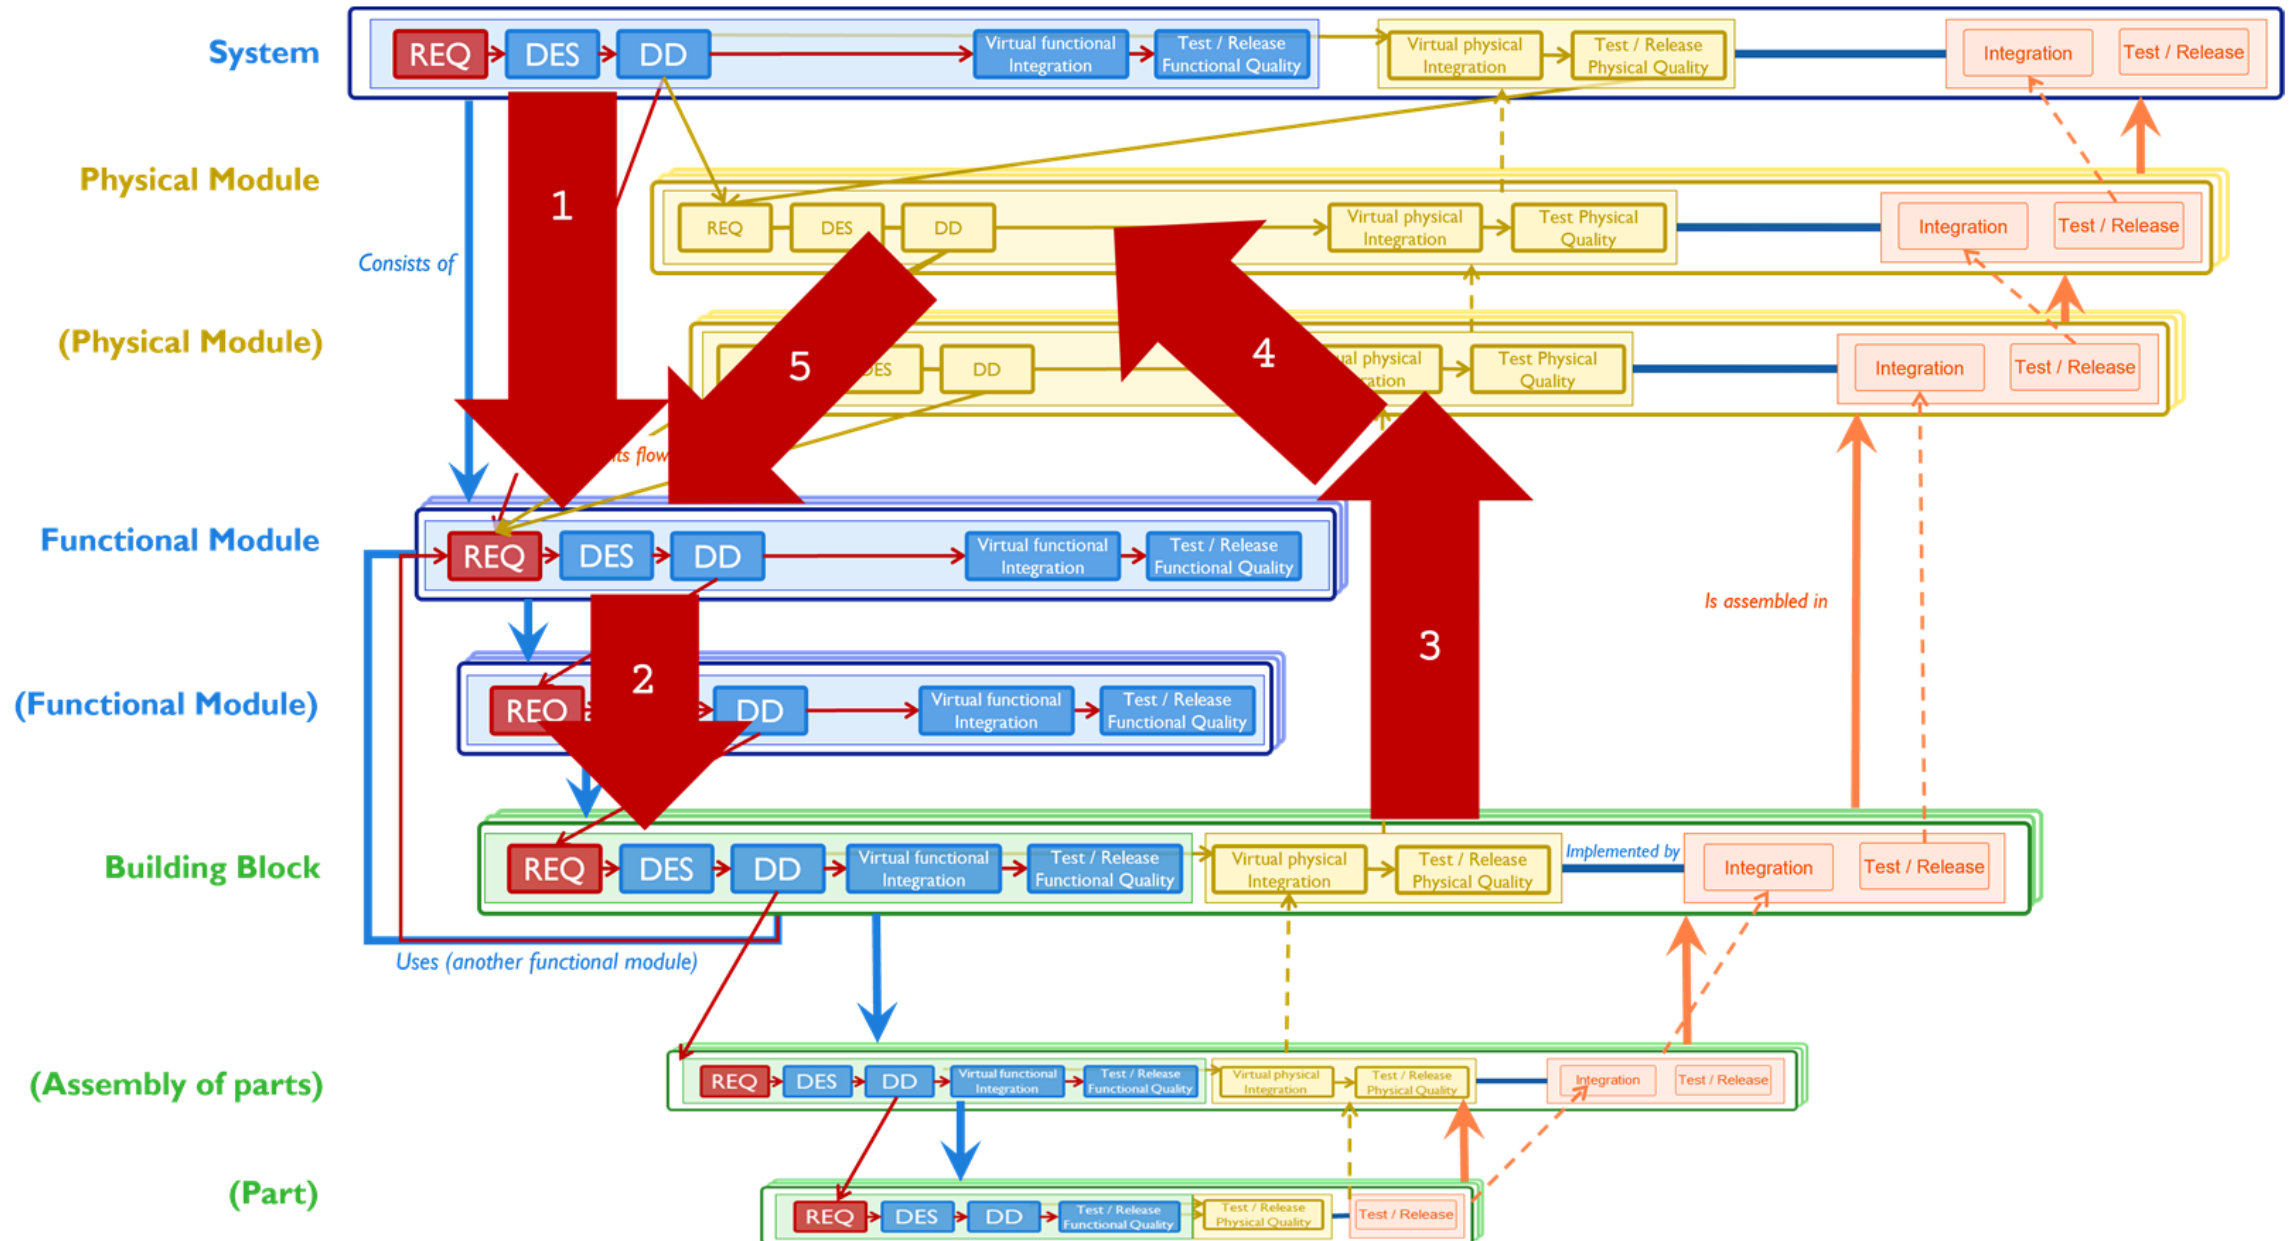 System
REQ
DES
DD
Virtual functional
Integration
Test / Release
Functional Quality
Virtual physical
Integration
Test / Release
Physical Quality
Integration
Test / Release
Physical Module
1
REQ
DES
DD
Virtual physical
Integration
Test Physical
Quality
Integration
Test / Release
Consists of
(Physical Module)
5
DES
DD
4
physical
Test Physical
Quality
Integration
Test / Release
flow
Functional Module
REQ
DES
DD
Virtual functional
Integration
Test / Release
Functional Quality
3
Is assembled in
(Functional Module)
REQ
2
DD
Virtual functional
Integration
Test / Release
Functional Quality
Building Block
REQ
DES
DD
Virtual functional
Integration
Test / Release
Functional Quality
Virtual physical
Integration
Test / Release
Physical Quality
Implemented by
Integration
Test / Release
Uses (another functional module)
(Assembly of parts)
REQ
DES
DD
Virtual functional
Integration
Test / Release
Functional Quality
Virtual physical
Integration
Test / Release
Physical Quality
Integration
Test / Release
(Part)
REQ
DES
DD
Test / Release
Functional Quality
Test / Release
Physical Quality
Test / Release